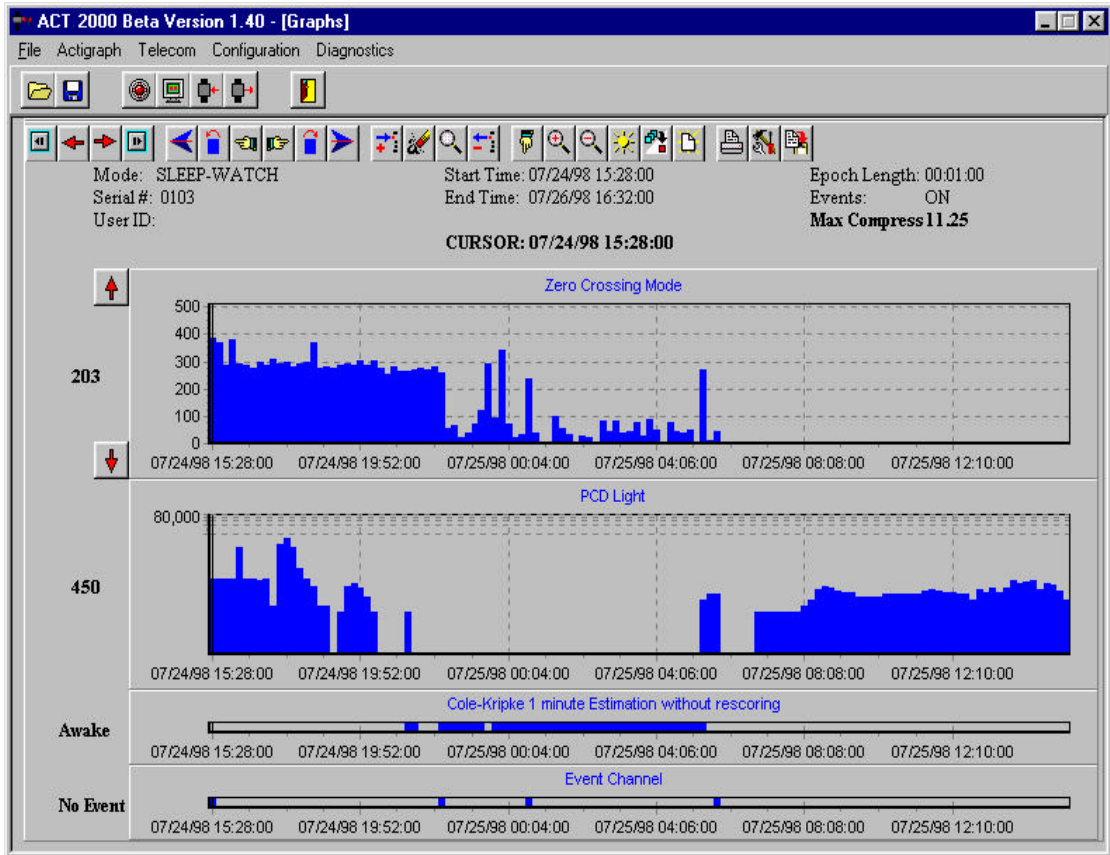 ACT 2000 Beta Version 1.40 - [Graphs]
File Actigraph Telecom Configuration Diagnostics
Mode: SLEEP-WATCH Start Time: 07/24/98 15:28:00 Epoch Length: 00:01:00
Serial #: 0103 End Time: 07/26/98 16:32:00 Events: ON
User ID: Max Compress 11.25
CURSOR: 07/24/98 15:28:00
Zero Crossing Mode
500
400
300
203
200
100
0
07/24/98 15:28:00 07/24/98 19:52:00 07/25/98 00:04:00 07/25/98 04:06:00 07/25/98 08:08:00 07/25/98 12:10:00
PCD Light
80,000
450
07/24/98 15:28:00 07/24/98 19:52:00 07/25/98 00:04:00 07/25/98 04:06:00 07/25/98 08:08:00 07/25/98 12:10:00
Cole-Kripke 1 minute Estimation without rescoring
Awake
07/24/98 15:28:00 07/24/98 19:52:00 07/25/98 00:04:00 07/25/98 04:06:00 07/25/98 08:08:00 07/25/98 12:10:00
Event Channel
No Event
07/24/98 15:28:00 07/24/98 19:52:00 07/25/98 00:04:00 07/25/98 04:06:00 07/25/98 08:08:00 07/25/98 12:10:00